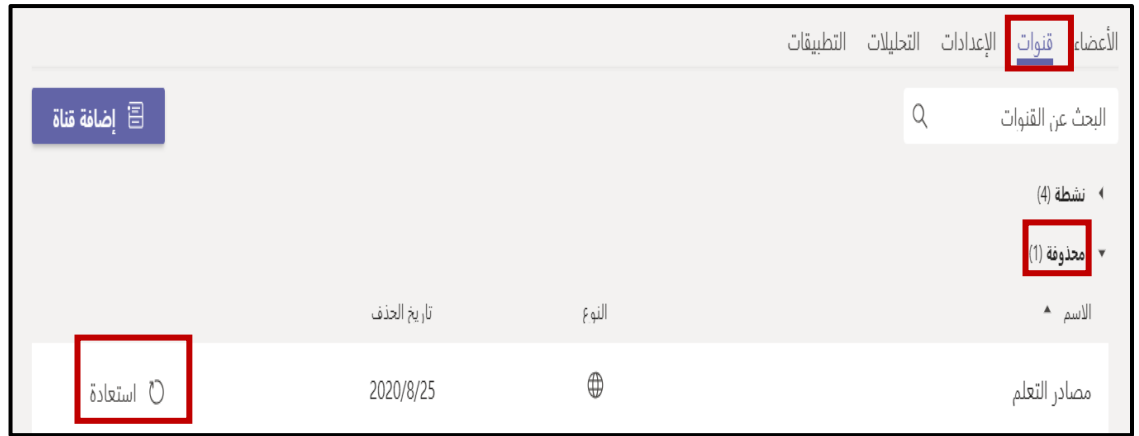 الأعضاء قنوات الإعدادات التحليلات التطبيقات
البحث عن القنوات إضافة قناة
نشطة (4)
محذوفة (1)
الاسم النوع تاريخ الحذف
مصادر التعلم 2020/8/25 استعادة